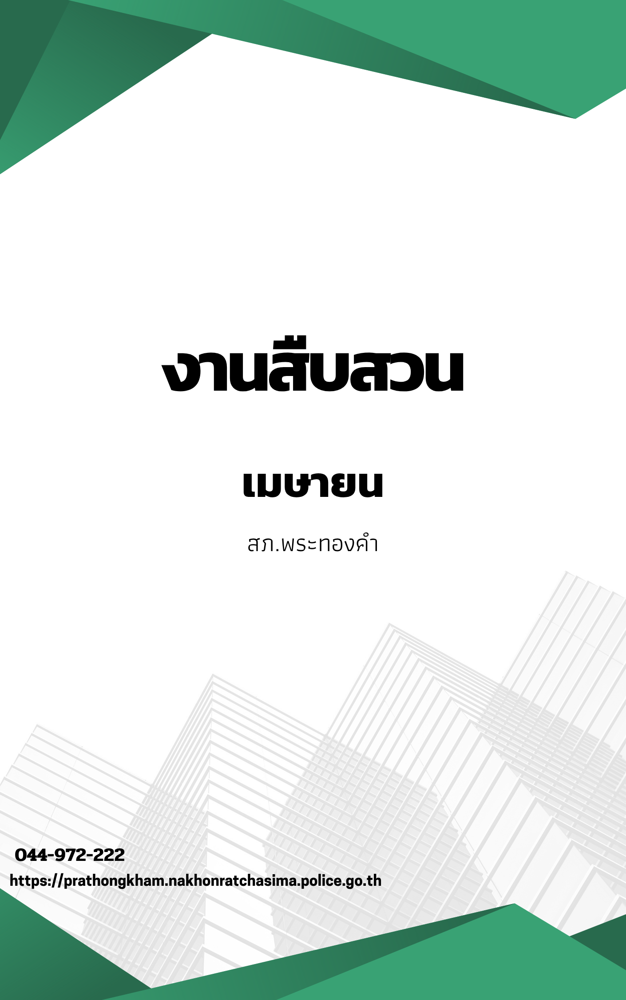 งานสืบสวน
เมษายน
สภ.พระทองคำ
044-972-222
https://prathongkham.nakhonratchasima.police.go.th